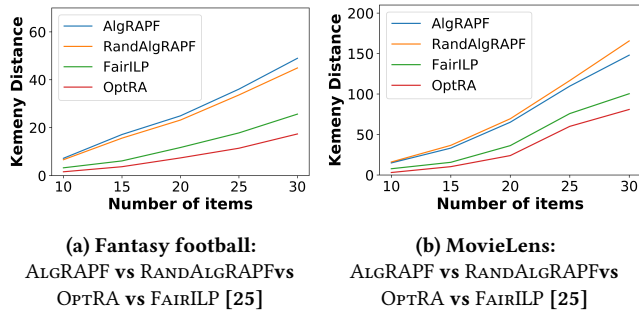 Kemeny Distance
60
40
20
0
AlgRAPF
RandAlgRAPF
FairILP
OptRA
10 15 20 25 30
Number of items
(a) Fantasy football:
AlgRAPF vs RandAlgRAPFvs
OptRA vs FairILP [25]
Kemeny Distance
200
150
100
50
0
AlgRAPF
RandAlgRAPF
FairILP
OptRA
10 15 20 25 30
Number of items
(b) MovieLens:
AlgRAPF vs RandAlgRAPFvs
OptRA vs FairILP [25]